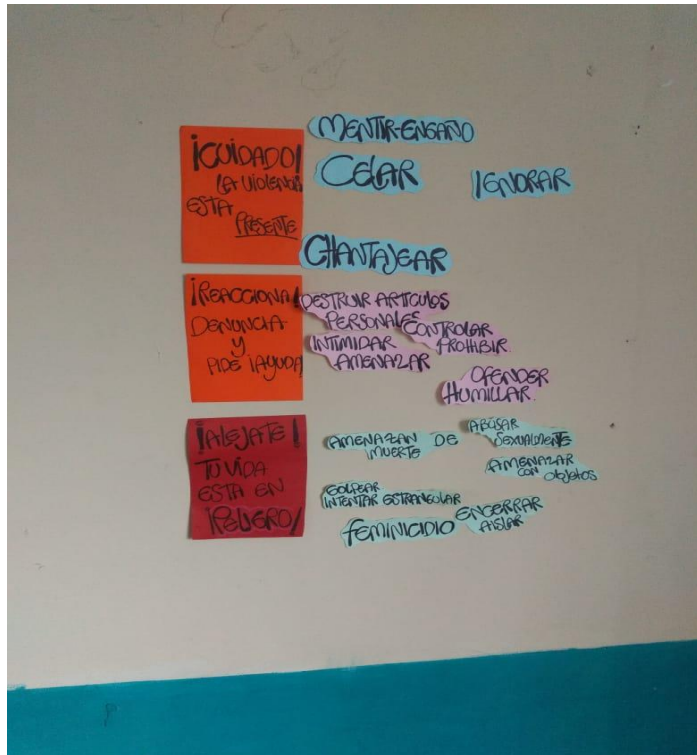 ¡CUIDADO!
LA VIOLENCIA
ESTA
PRESENTE
MENTIR-ENGAÑO
CELAR
IGNORAR
CHANTAJEAR
¡REACCIONA!
DENUNCIA
Y
PIDE ¡AYUDA!
DESTRUIR ARTICULOS
PERSONALES
CONTROLAR
PROHIBIR
INTIMIDAR
AMENAZAR
OFENDER
HUMILLAR
¡ALEJATE!
TU VIDA
ESTA EN
¡PELIGRO!
AMENAZAN DE
MUERTE
ABUSAR
SEXUALMENTE
AMENAZAR
CON objetos
GOLPEAR
INTENTAR ESTRANGULAR
ENCERRAR
AISLAR
FEMINICIDIO